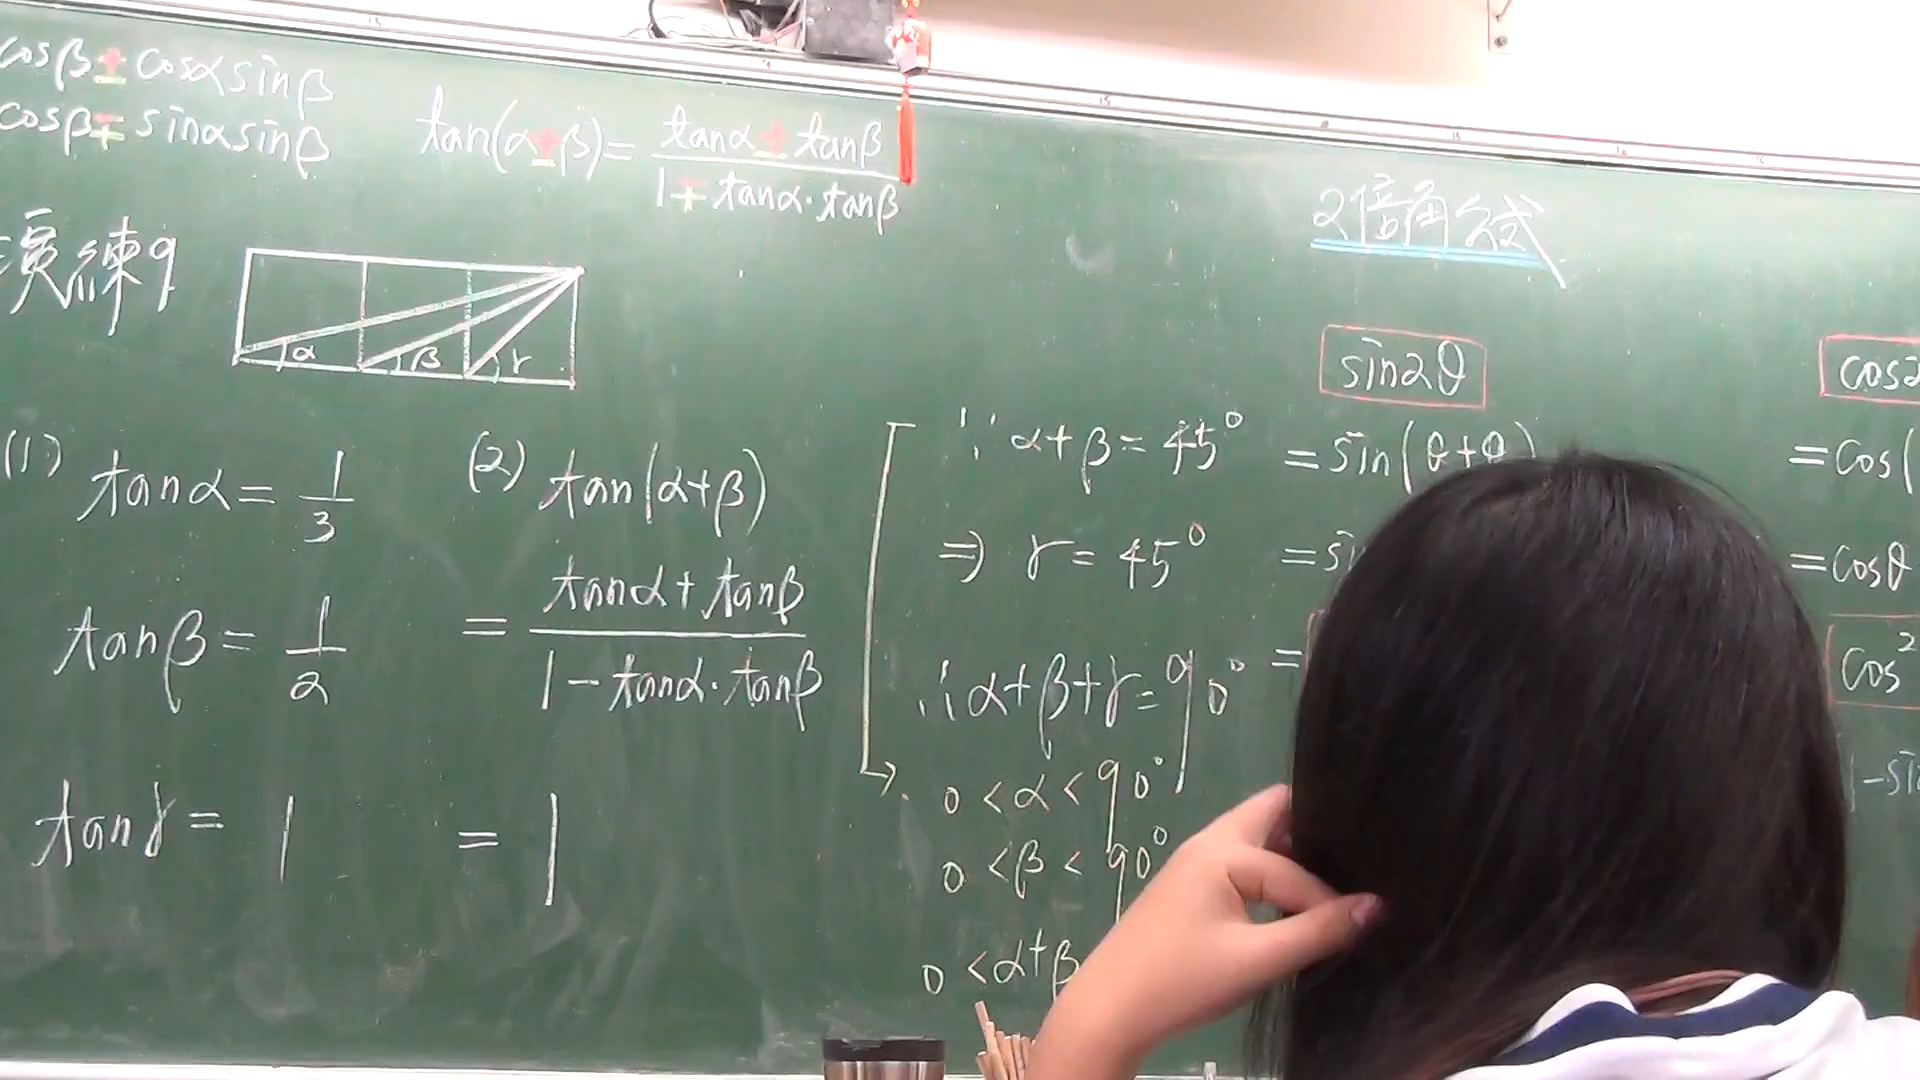 cosβ±cosαsinβ
cosβ∓sinαsinβ
tan(α±β)= (tanα±tanβ)/(1∓tanα·tanβ)
演練9
α β γ
(1) tanα= 1/3
tanβ= 1/2
tanγ= 1
(2) tan(α+β)
= (tanα+tanβ)/(1-tanα·tanβ)
= 1
∵α+β=45°
⇒ γ=45°
∴α+β+γ=90°
0<α<90°
0<β<90°
0<α+β
2倍角公式
sin2θ
=sin(θ+θ)
=si
=
cos2
=cos(
=cosθ
cos²
1-sin